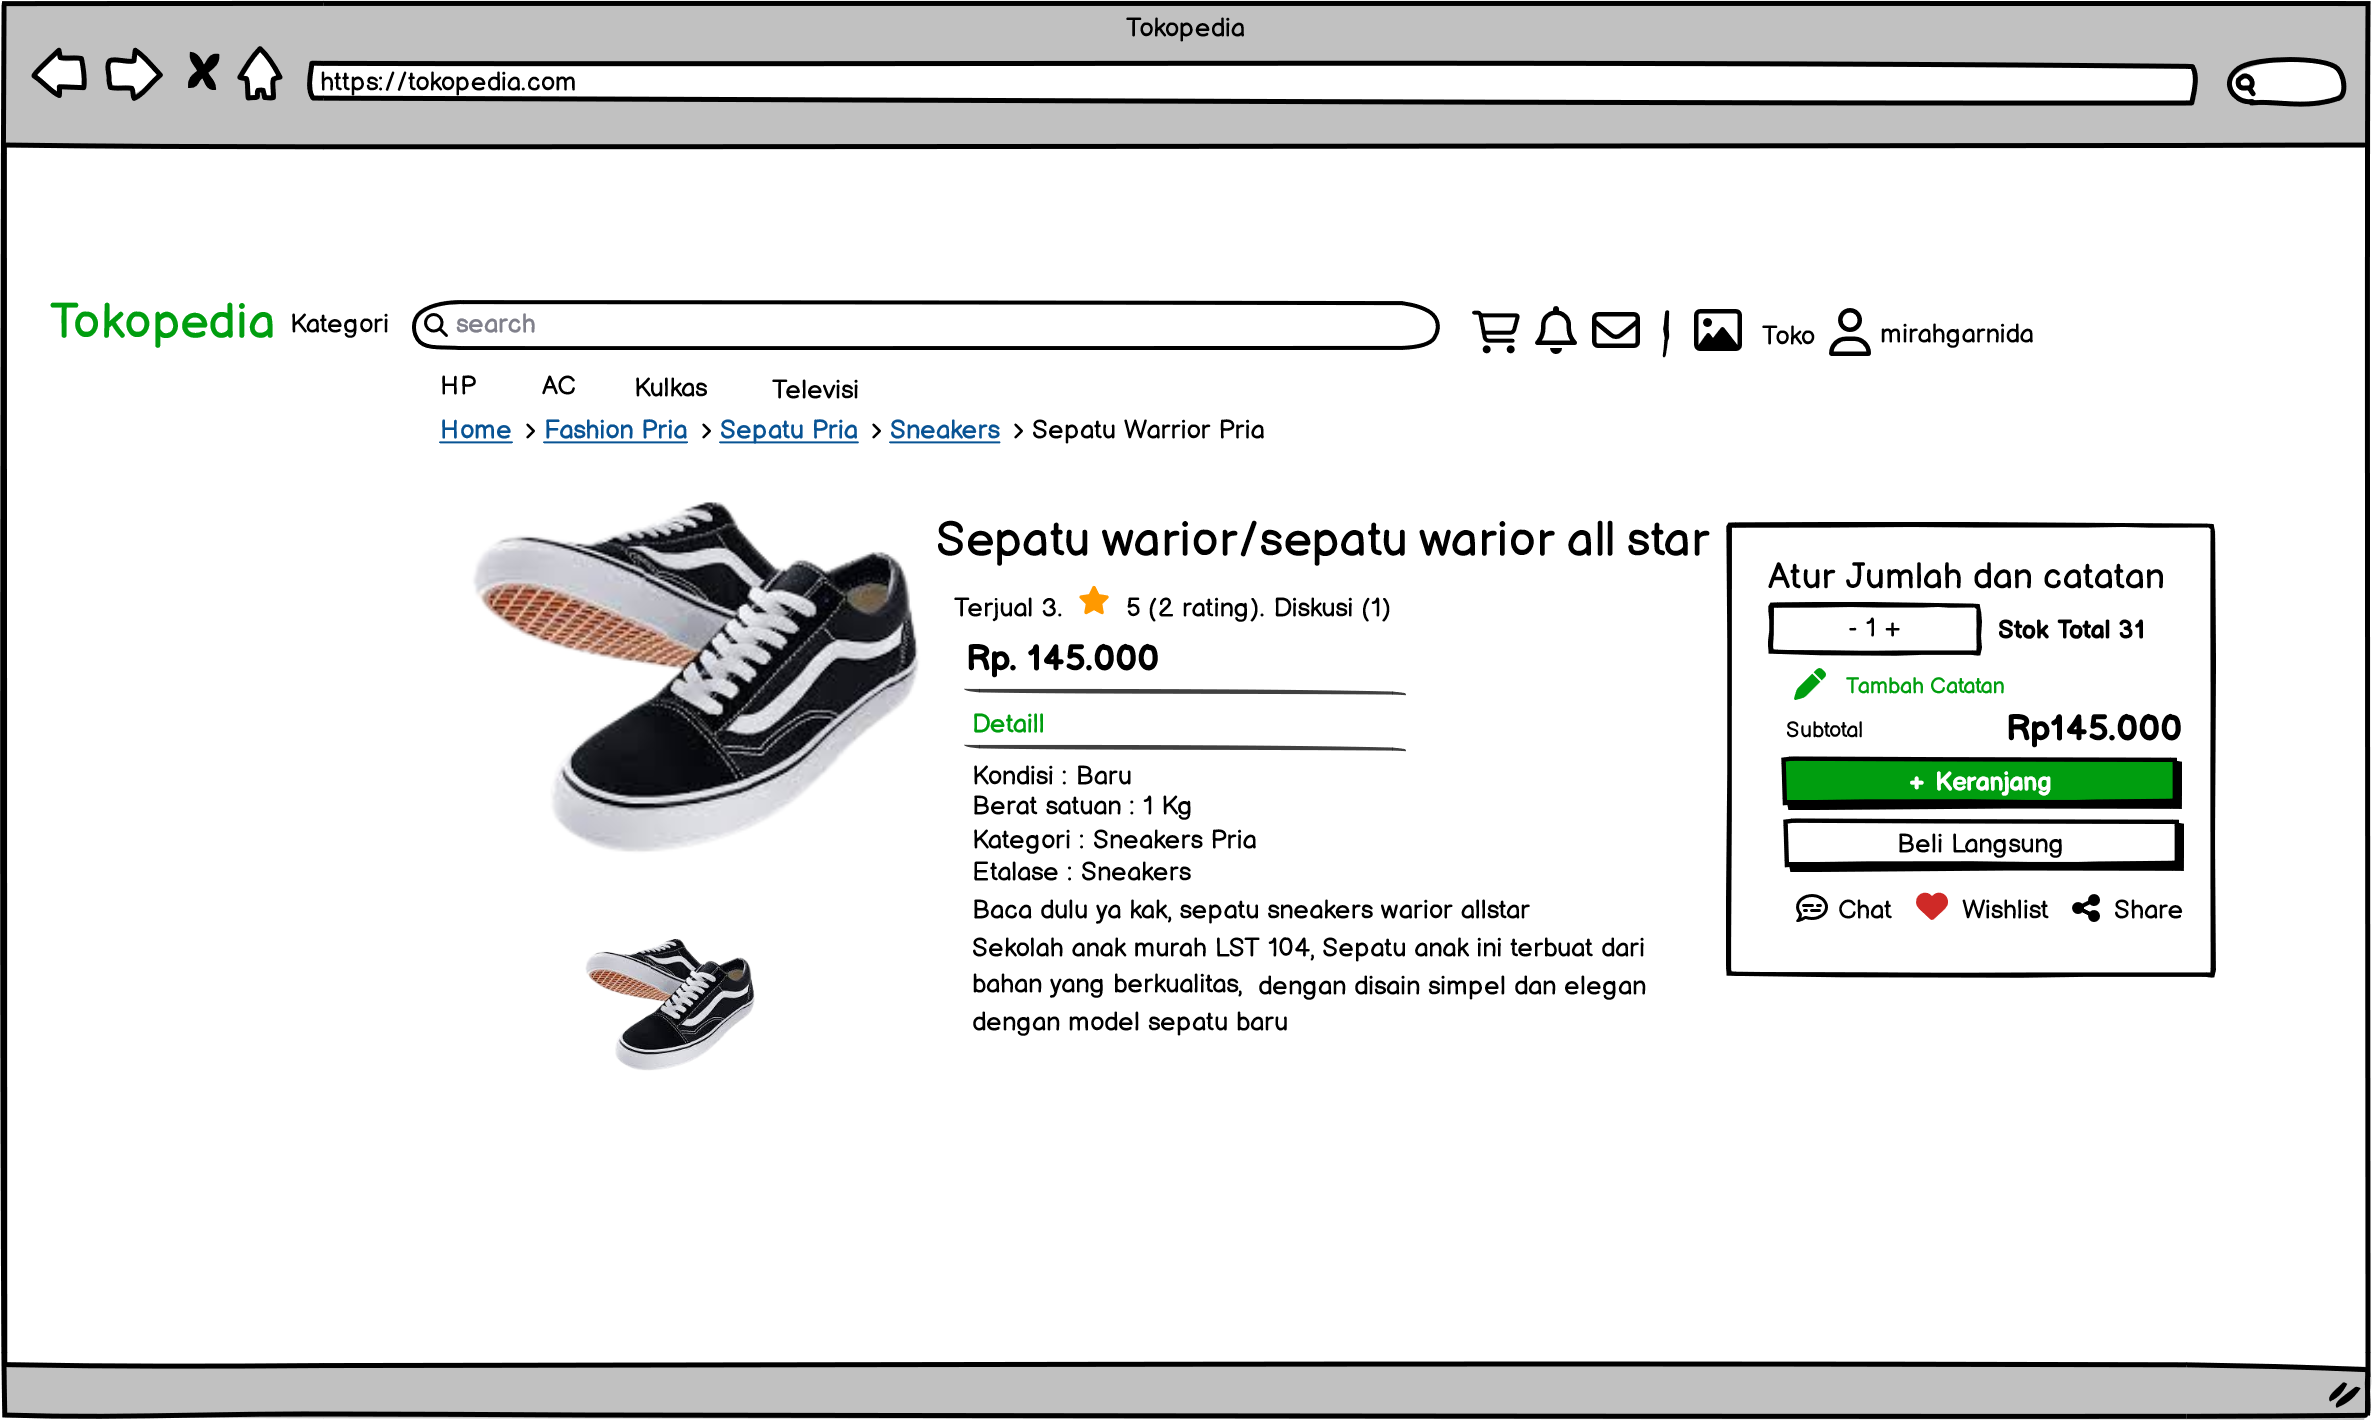 Tokopedia
https://tokopedia.com
Tokopedia Kategori search Toko mirahgarnida
HP AC Kulkas Televisi
Home > Fashion Pria > Sepatu Pria > Sneakers > Sepatu Warrior Pria
Sepatu warior/sepatu warior all star
Terjual 3. 5 (2 rating). Diskusi (1)
Rp. 145.000
Detaill
Kondisi : Baru
Berat satuan : 1 Kg
Kategori : Sneakers Pria
Etalase : Sneakers
Baca dulu ya kak, sepatu sneakers warior allstar
Sekolah anak murah LST 104, Sepatu anak ini terbuat dari
bahan yang berkualitas, dengan disain simpel dan elegan
dengan model sepatu baru
Atur Jumlah dan catatan
- 1 + Stok Total 31
Tambah Catatan
Subtotal Rp145.000
+ Keranjang
Beli Langsung
Chat Wishlist Share